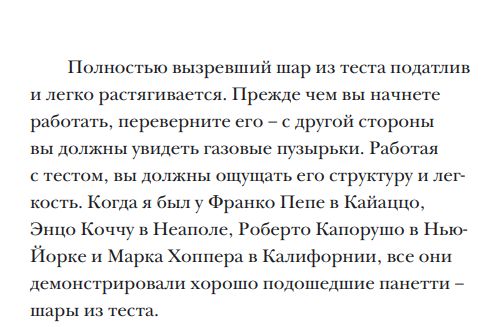 Полностью вызревший шар из теста податлив
и легко растягивается. Прежде чем вы начнете
работать, переверните его – с другой стороны
вы должны увидеть газовые пузырьки. Работая
с тестом, вы должны ощущать его структуру и лег-
кость. Когда я был у Франко Пепе в Кайаццо,
Энцо Коччу в Неаполе, Роберто Капорушо в Нью-
Йорке и Марка Хоппера в Калифорнии, все они
демонстрировали хорошо подошедшие панетти –
шары из теста.